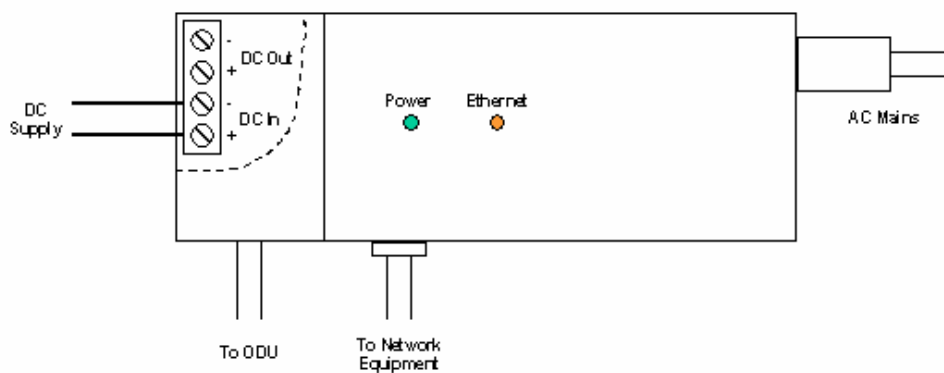 -
DC Out
+
-
DC In
+
DC
Supply
Power
Ethernet
AC Mains
To ODU
To Network
Equipment